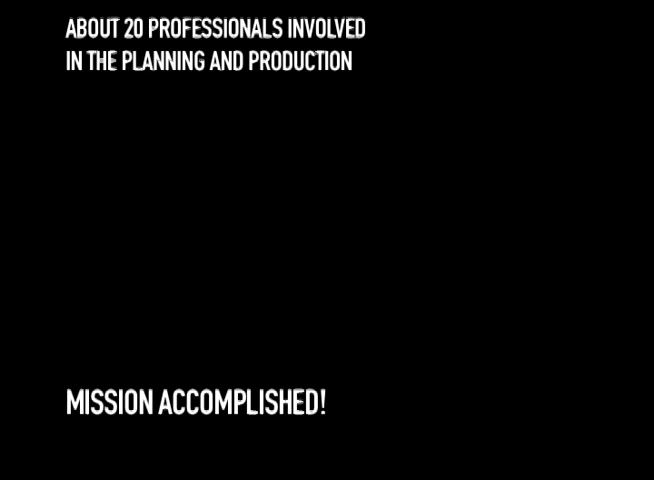 ABOUT 20 PROFESSIONALS INVOLVED
IN THE PLANNING AND PRODUCTION
MISSION ACCOMPLISHED!